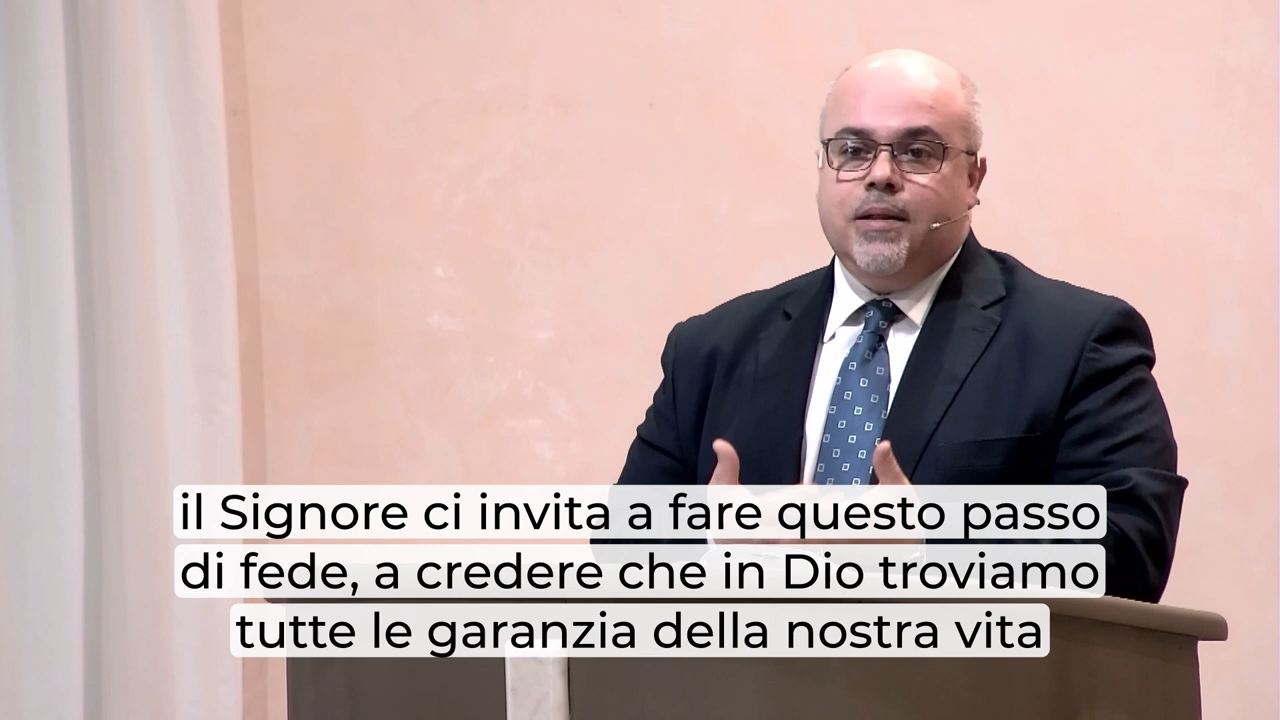 il Signore ci invita a fare questo passo
di fede, a credere che in Dio troviamo
tutte le garanzia della nostra vita